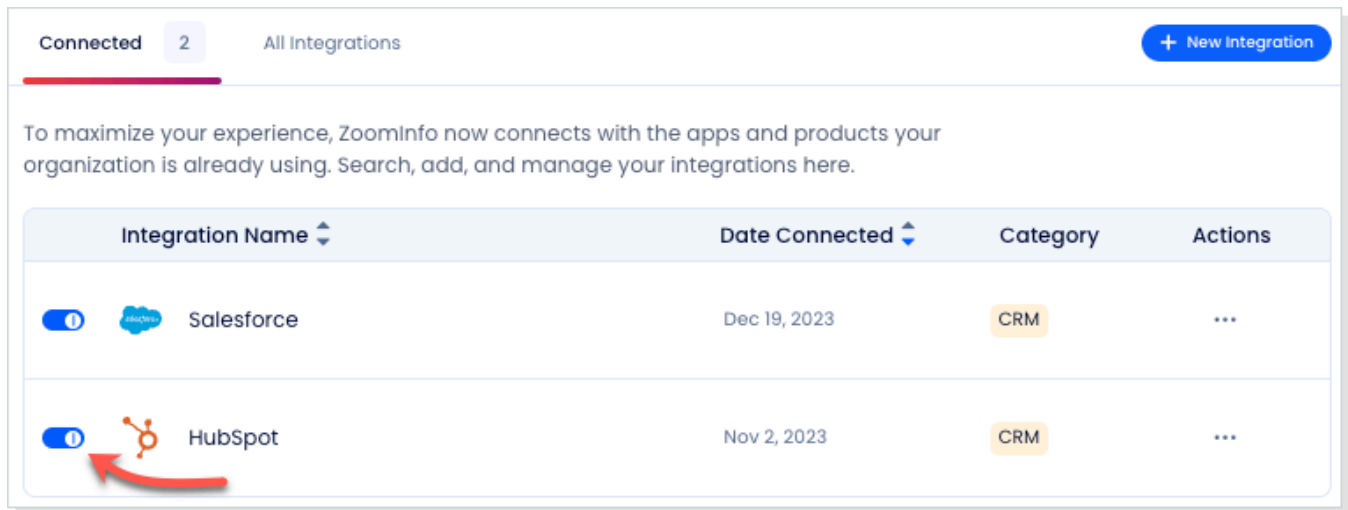 Connected 2 All Integrations + New Integration
To maximize your experience, ZoomInfo now connects with the apps and products your
organization is already using. Search, add, and manage your integrations here.
Integration Name Date Connected Category Actions
Salesforce Dec 19, 2023 CRM ...
HubSpot Nov 2, 2023 CRM ...